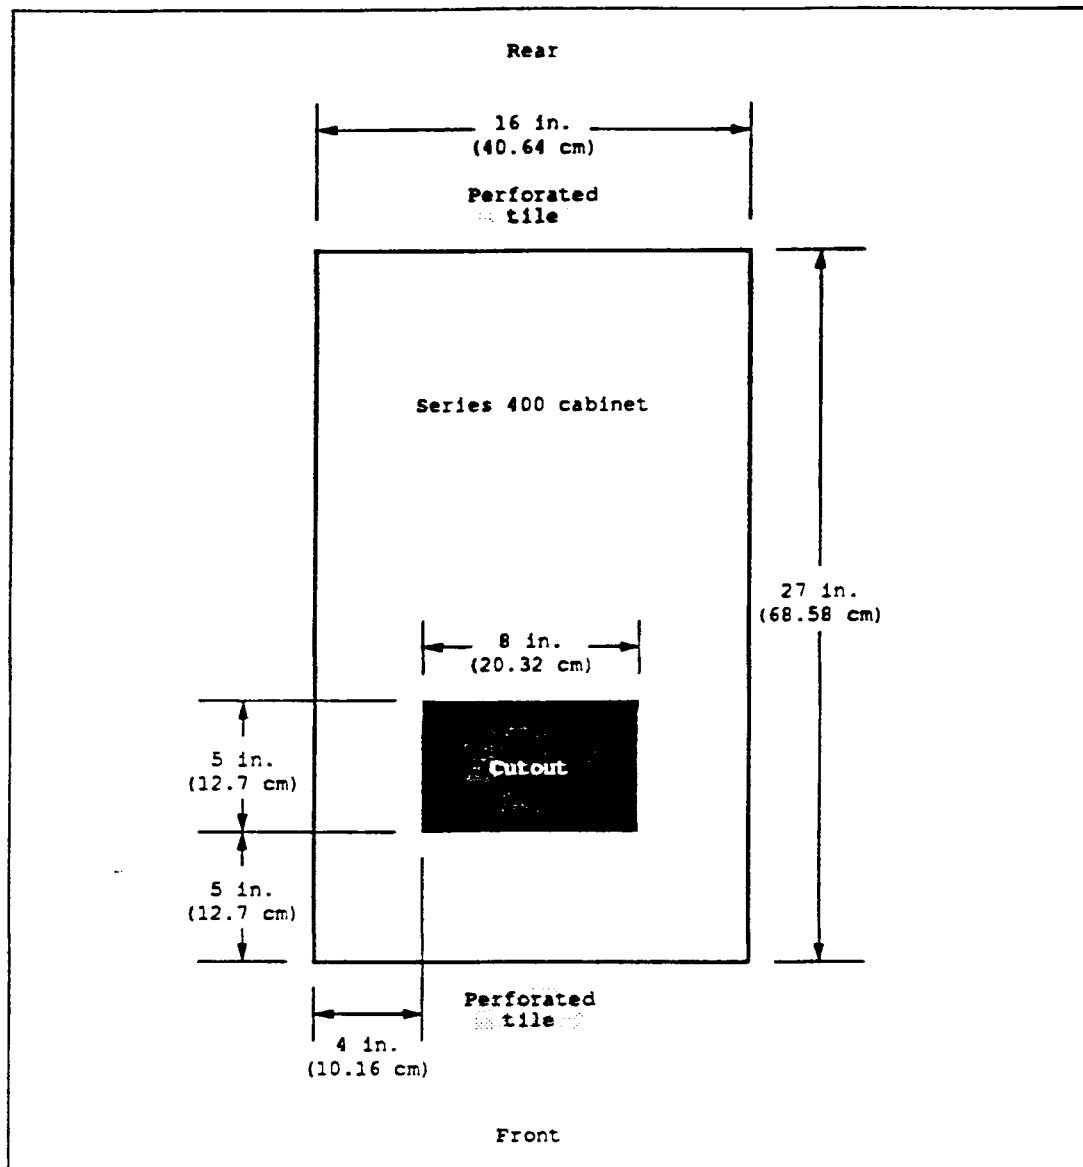 Rear
16 in.
(40.64 cm)
Perforated
tile
Series 400 cabinet
27 in.
(68.58 cm)
8 in.
(20.32 cm)
5 in.
(12.7 cm)
Cutout
5 in.
(12.7 cm)
Perforated
tile
4 in.
(10.16 cm)
Front